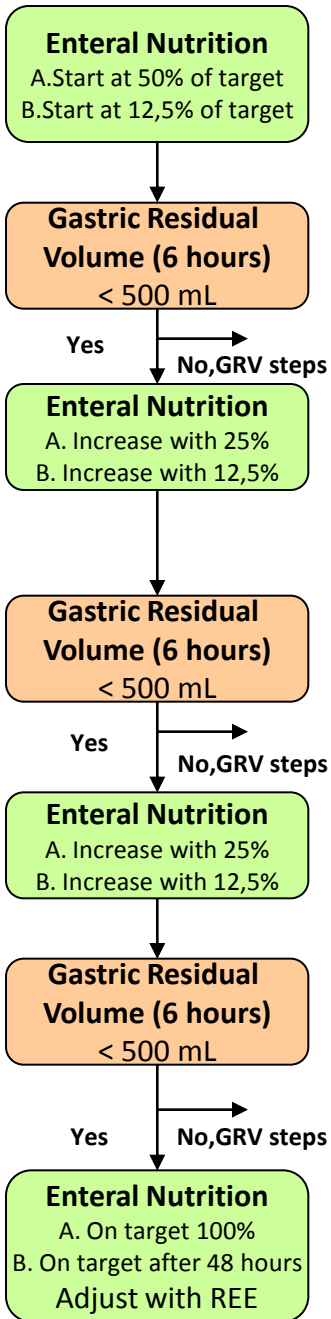 Enteral Nutrition
A.Start at 50% of target
B.Start at 12,5% of target
Gastric Residual
Volume (6 hours)
< 500 mL
Yes
No,GRV steps
Enteral Nutrition
A. Increase with 25%
B. Increase with 12,5%
Gastric Residual
Volume (6 hours)
< 500 mL
Yes
No,GRV steps
Enteral Nutrition
A. Increase with 25%
B. Increase with 12,5%
Gastric Residual
Volume (6 hours)
< 500 mL
Yes
No,GRV steps
Enteral Nutrition
A. On target 100%
B. On target after 48 hours
Adjust with REE